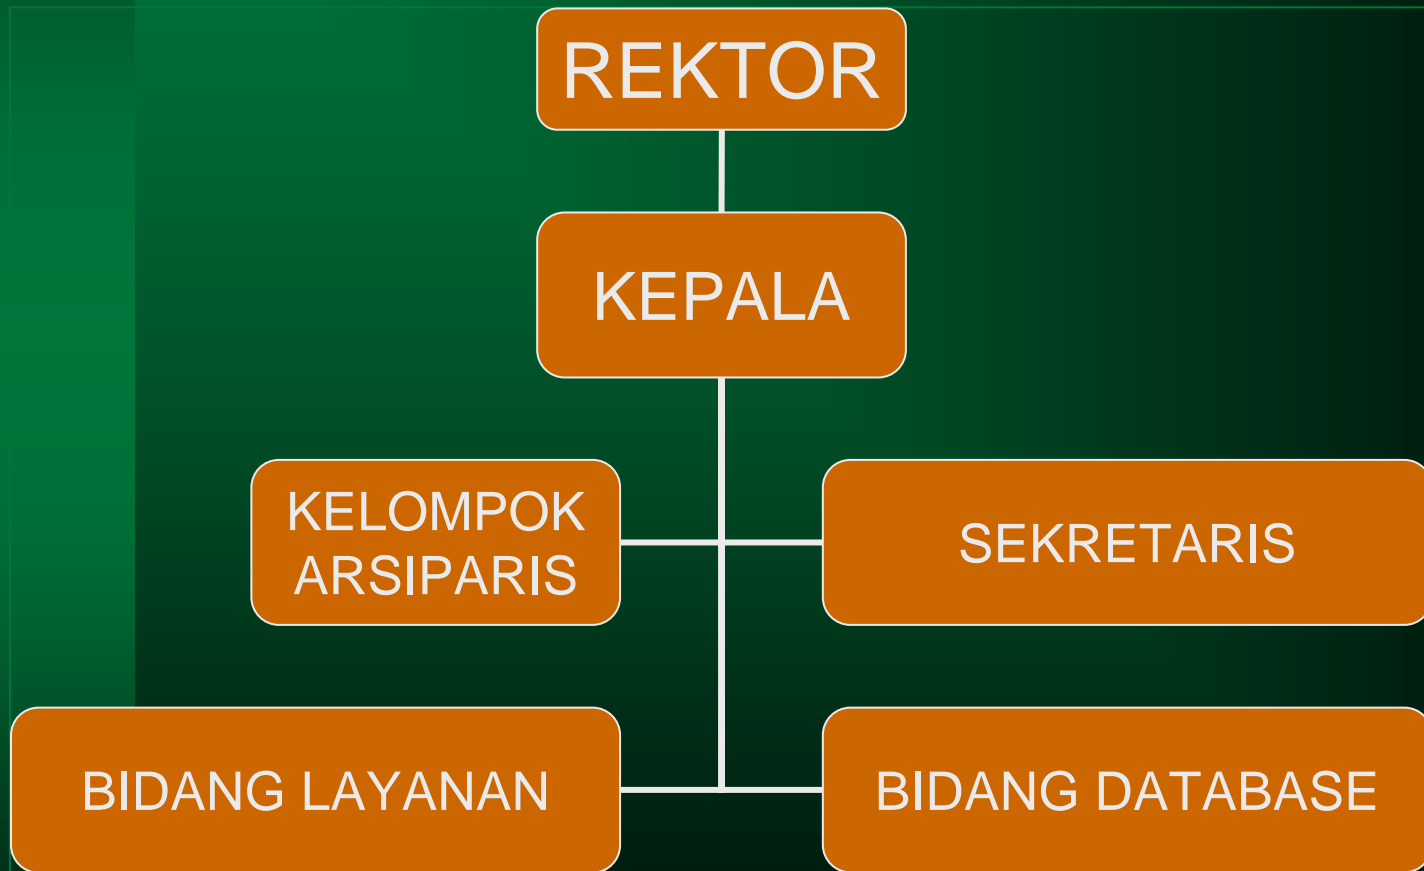 REKTOR
KEPALA
KELOMPOK
ARSIPARIS
SEKRETARIS
BIDANG LAYANAN
BIDANG DATABASE